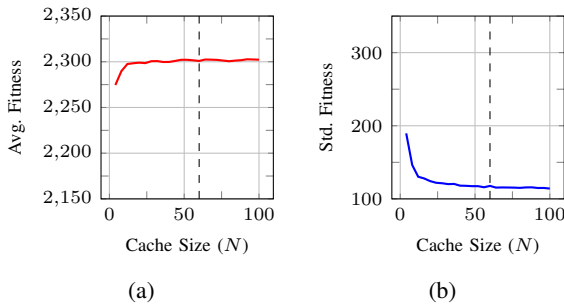 Avg. Fitness
2,350
2,300
2,250
2,200
2,150
0
50
100
Cache Size (N)
(a)
Std. Fitness
300
200
100
0
50
100
Cache Size (N)
(b)